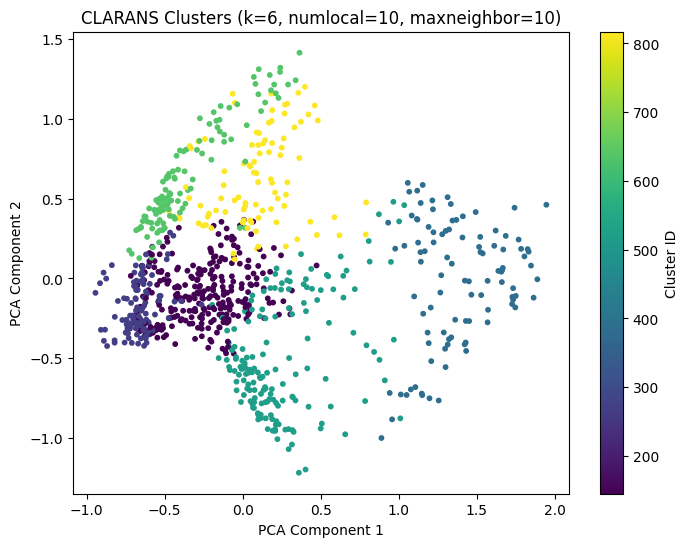 CLARANS Clusters (k=6, numlocal=10, maxneighbor=10)
1.5
1.0
0.5
0.0
−0.5
−1.0
PCA Component 2
−1.0 −0.5 0.0 0.5 1.0 1.5 2.0
PCA Component 1
800
700
600
500
400
300
200
Cluster ID